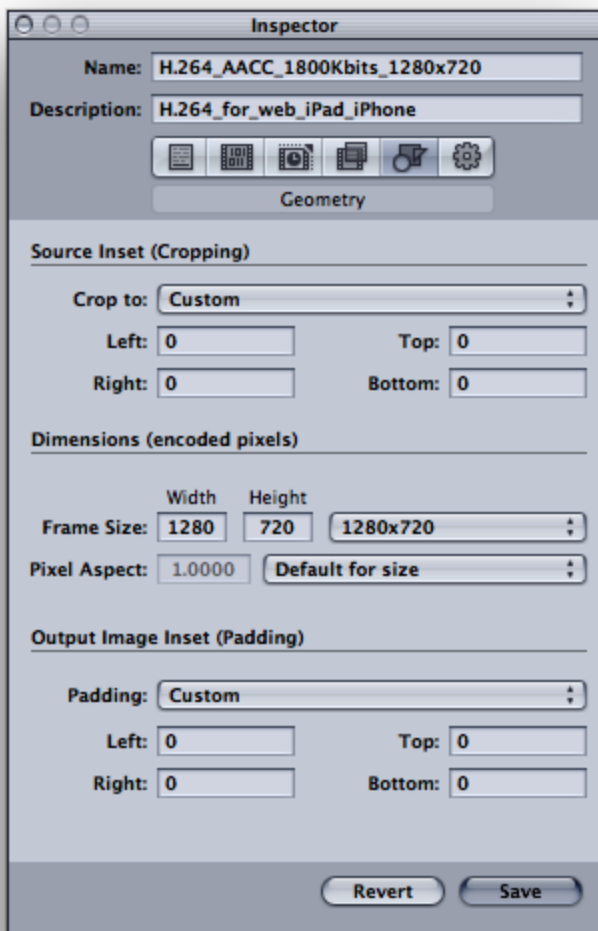 Inspector
Name: H.264_AACC_1800Kbits_1280x720
Description: H.264_for_web_iPad_iPhone
Geometry
Source Inset (Cropping)
Crop to: Custom
Left: 0 Top: 0
Right: 0 Bottom: 0
Dimensions (encoded pixels)
Width Height
Frame Size: 1280 720 1280x720
Pixel Aspect: 1.0000 Default for size
Output Image Inset (Padding)
Padding: Custom
Left: 0 Top: 0
Right: 0 Bottom: 0
Revert Save